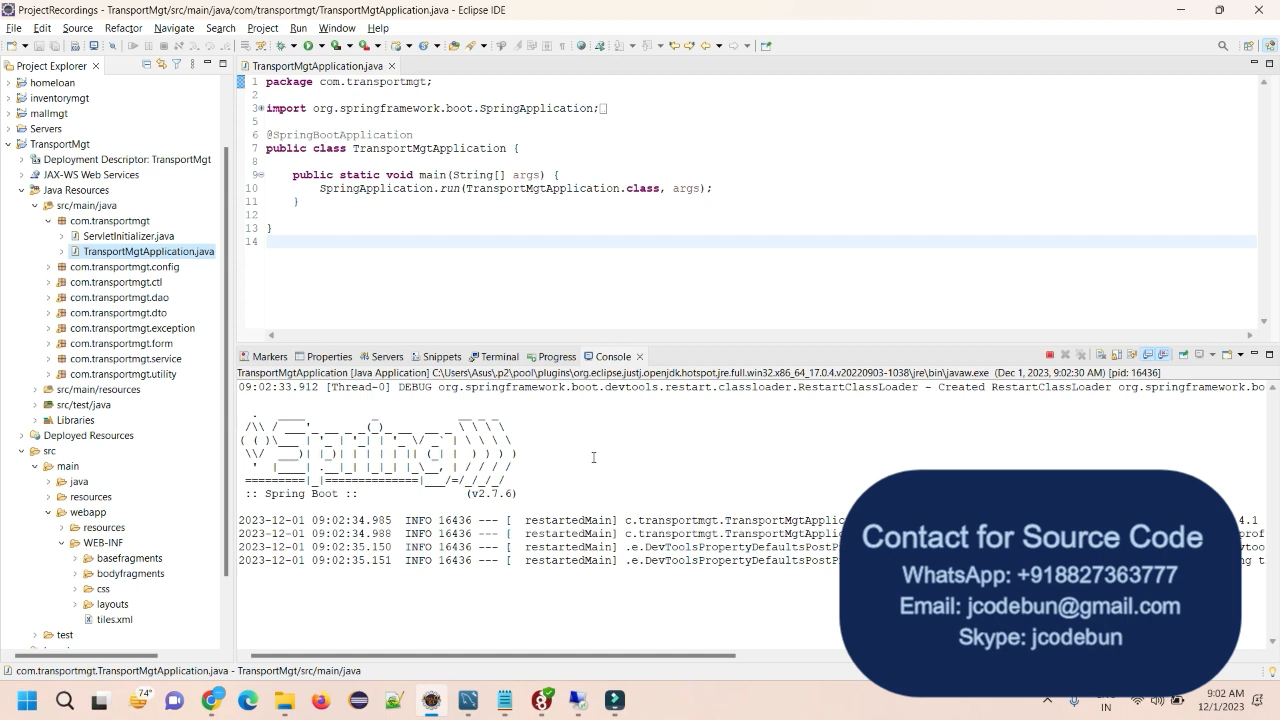 ProjectRecordings - TransportMgt/src/main/java/com/transportmgt/TransportMgtApplication.java - Eclipse IDE
File Edit Source Refactor Navigate Search Project Run Window Help
Project Explorer
homeloan
inventorymgt
mallmgt
Servers
TransportMgt
Deployment Descriptor: TransportMgt
JAX-WS Web Services
Java Resources
src/main/java
com.transportmgt
ServletInitializer.java
TransportMgtApplication.java
com.transportmgt.config
com.transportmgt.ctl
com.transportmgt.dao
com.transportmgt.dto
com.transportmgt.exception
com.transportmgt.form
com.transportmgt.service
com.transportmgt.utility
src/main/resources
src/test/java
Libraries
Deployed Resources
src
main
java
resources
webapp
resources
WEB-INF
basefragments
bodyfragments
css
layouts
tiles.xml
test
TransportMgtApplication.java
1 package com.transportmgt;
2
3 import org.springframework.boot.SpringApplication;
5
6 @SpringBootApplication
7 public class TransportMgtApplication {
8
9 public static void main(String[] args) {
10 SpringApplication.run(TransportMgtApplication.class, args);
11 }
12
13 }
14
Markers Properties Servers Snippets Terminal Progress Console
TransportMgtApplication [Java Application] C:\Users\Asus\.p2\pool\plugins\org.eclipse.justj.openjdk.hotspot.jre.full.win32.x86_64_17.0.4.v20220903-1038\jre\bin\javaw.exe (Dec 1, 2023, 9:02:30 AM) [pid: 16436]
09:02:33.912 [Thread-0] DEBUG org.springframework.boot.devtools.restart.classloader.RestartClassLoader - Created RestartClassLoader org.springframework.bo
Spring
:: Spring Boot :: (v2.7.6)
2023-12-01 09:02:34.985 INFO 16436 --- [ restartedMain] c.transportmgt.TransportMgtApplic 4.1
2023-12-01 09:02:34.988 INFO 16436 --- [ restartedMain] c.transportmgt.TransportMgtApplic prof
2023-12-01 09:02:35.150 INFO 16436 --- [ restartedMain] .e.DevToolsPropertyDefaultsPostP vtoo
2023-12-01 09:02:35.151 INFO 16436 --- [ restartedMain] .e.DevToolsPropertyDefaultsPostP ng t
Contact for Source Code
WhatsApp: +918827363777
Email: jcodebun@gmail.com
Skype: jcodebun
com.transportmgt.TransportMgtApplication.java - TransportMgt/src/main/java
74°
IN
9:02 AM
12/1/2023